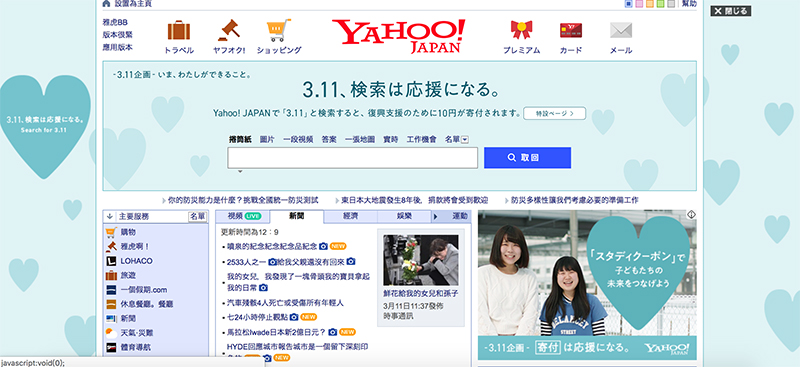 設置為主頁
幫助
閉じる
雅虎BB
版本很緊
應用版本
トラベル
ヤフオク!
ショッピング
YAHOO!
JAPAN
プレミアム
カード
メール
-3.11企画- いま、わたしができること。
3.11、検索は応援になる。
Yahoo! JAPANで「3.11」と検索すると、復興支援のために10円が寄付されます。
特設ページ
3.11、検索は応援になる。
Search for 3.11
捲筒紙 圖片 一段視頻 答案 一張地圖 實時 工作機會 名單
取回
你的防災能力是什麼？挑戰全國統一防災測試
東日本大地震發生8年後，捐款將會受到歡迎
防災多樣性讓我們考慮必要的準備工作
主要服務 名單
購物
雅虎啊！
LOHACO
旅遊
一個假期.com
休息餐廳。餐廳
新聞
天氣·災難
體育導航
視頻 LIVE 新聞 經濟 娛樂 運動
更新時間為12：9
噴泉的紀念紀念紀念品紀念 NEW
2533人之一 給我父親還沒有回來
我的女兒，我發現了一塊骨頭我的寶貝拿起
我的日常
汽車殘骸4人死亡或受傷所有年輕人
七24小時停止觀點 NEW
馬拉松Iwade日本新2億日元？ NEW
HYDE回應城市報告城市是一個留下深刻印
NEW
鮮花給我的女兒和孫子
3月11日11:37發佈
時事通訊
「スタディクーポン」で
子どもたちの
未来をつなげよう
-3.11企画- 寄付は応援になる。
YAHOO!
JAPAN
javascript:void(0);